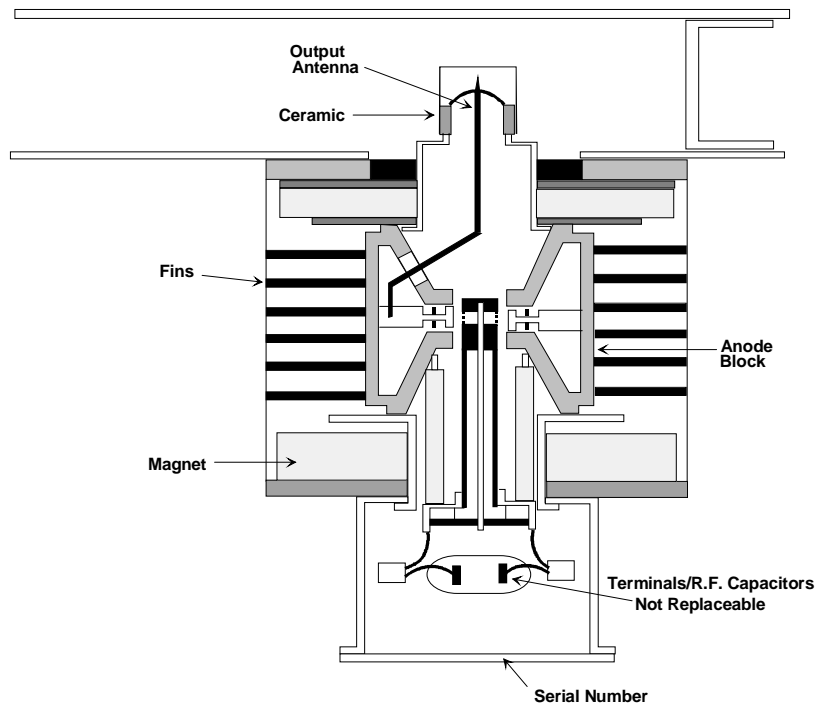 Output
Antenna
Ceramic
Fins
Anode
Block
Magnet
Terminals/R.F. Capacitors
Not Replaceable
Serial Number